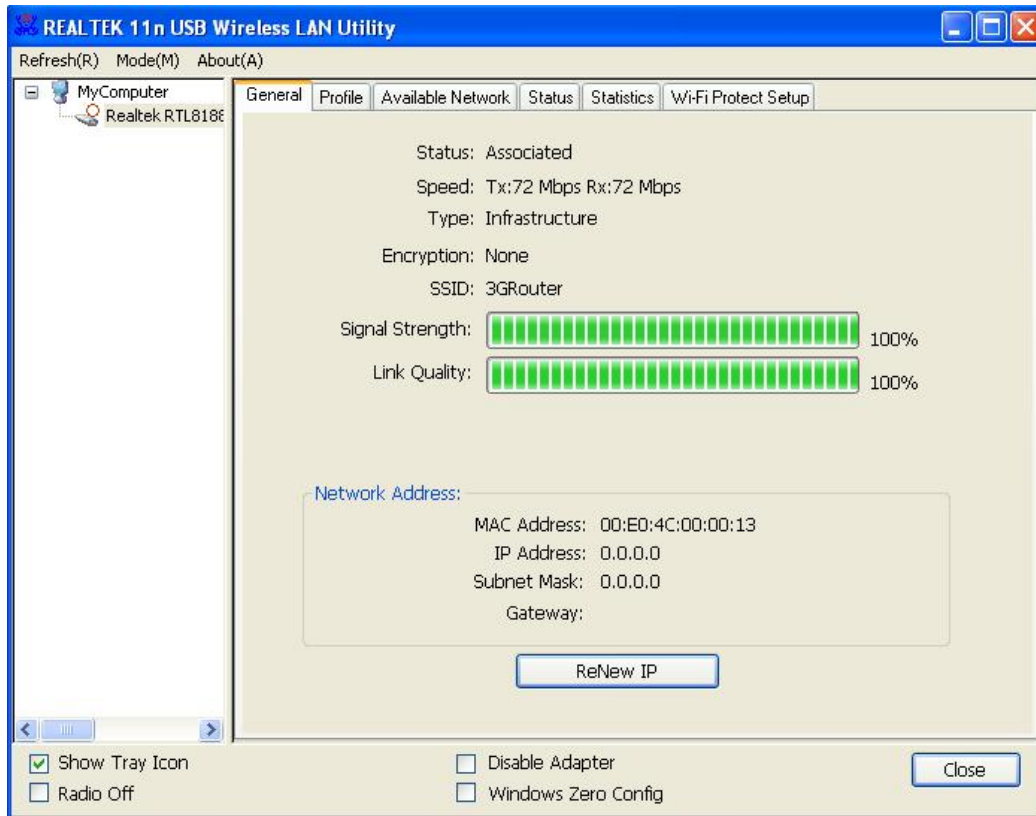 REALTEK 11n USB Wireless LAN Utility
Refresh(R) Mode(M) About(A)
MyComputer
Realtek RTL8188
General Profile Available Network Status Statistics Wi-Fi Protect Setup
Status: Associated
Speed: Tx:72 Mbps Rx:72 Mbps
Type: Infrastructure
Encryption: None
SSID: 3GRouter
Signal Strength: 100%
Link Quality: 100%
Network Address:
MAC Address: 00:E0:4C:00:00:13
IP Address: 0.0.0.0
Subnet Mask: 0.0.0.0
Gateway:
ReNew IP
Show Tray Icon Disable Adapter
Radio Off Windows Zero Config
Close